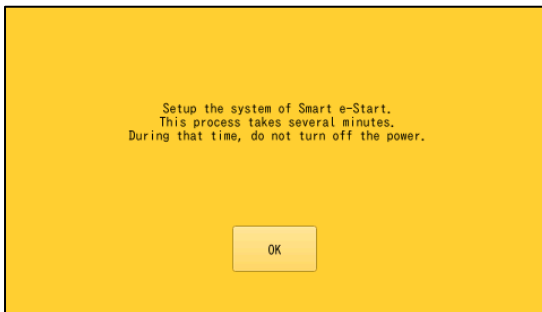 Setup the system of Smart e-Start.
This process takes several minutes.
During that time, do not turn off the power.
OK